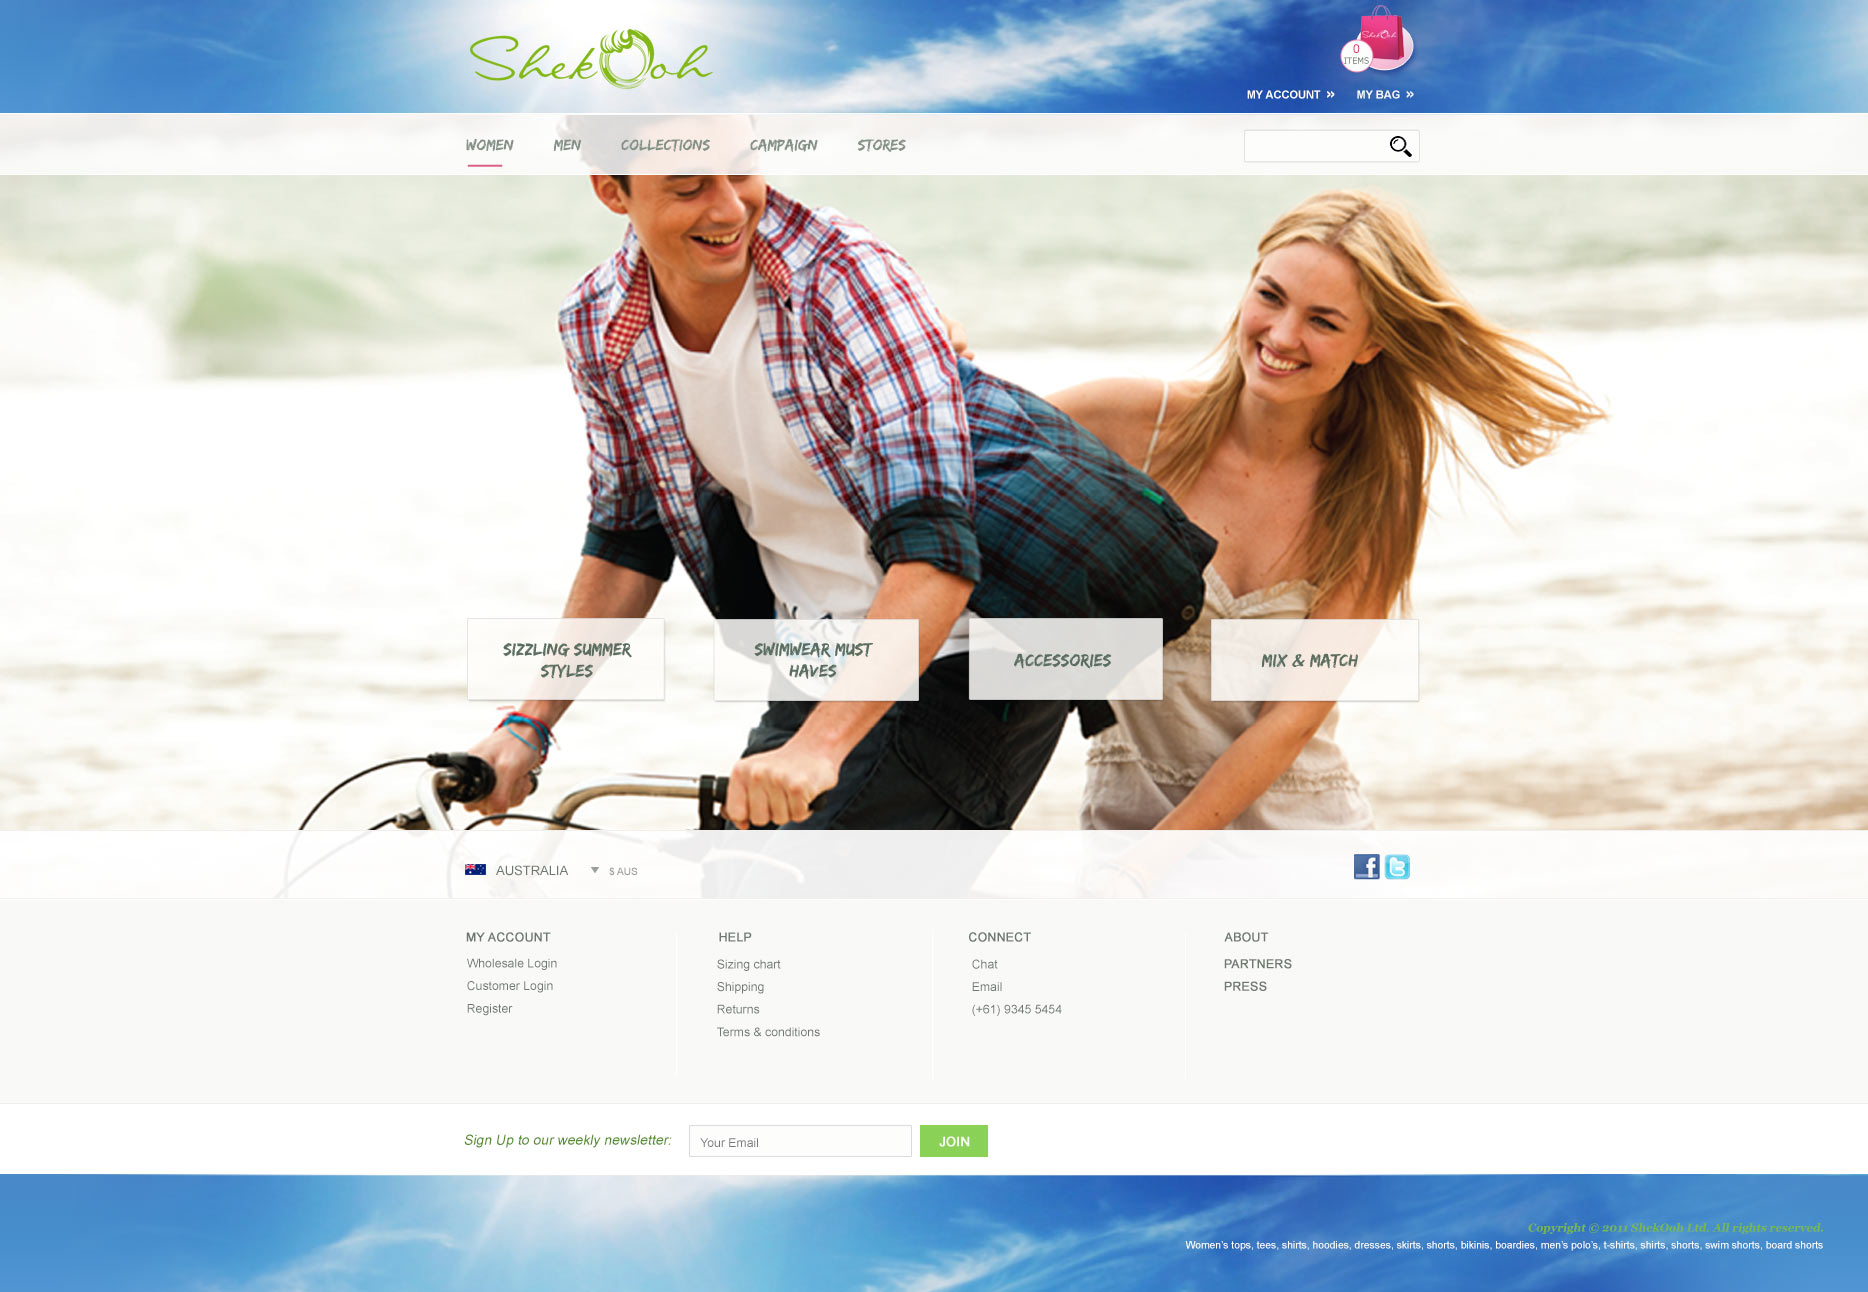 ShekOoh
ShekOoh
0
ITEMS
MY ACCOUNT »
MY BAG »
WOMEN
MEN
COLLECTIONS
CAMPAIGN
STORES
SIZZLING SUMMER
STYLES
SWIMWEAR MUST
HAVES
ACCESSORIES
MIX & MATCH
AUSTRALIA
$ AUS
f
t
MY ACCOUNT
Wholesale Login
Customer Login
Register
HELP
Sizing chart
Shipping
Returns
Terms & conditions
CONNECT
Chat
Email
(+61) 9345 5454
ABOUT
PARTNERS
PRESS
Sign Up to our weekly newsletter:
Your Email
JOIN
Copyright © 2011 ShekOoh Ltd. All rights reserved.
Women's tops, tees, shirts, hoodies, dresses, skirts, shorts, bikinis, boardies, men's polo's, t-shirts, shirts, shorts, swim shorts, board shorts